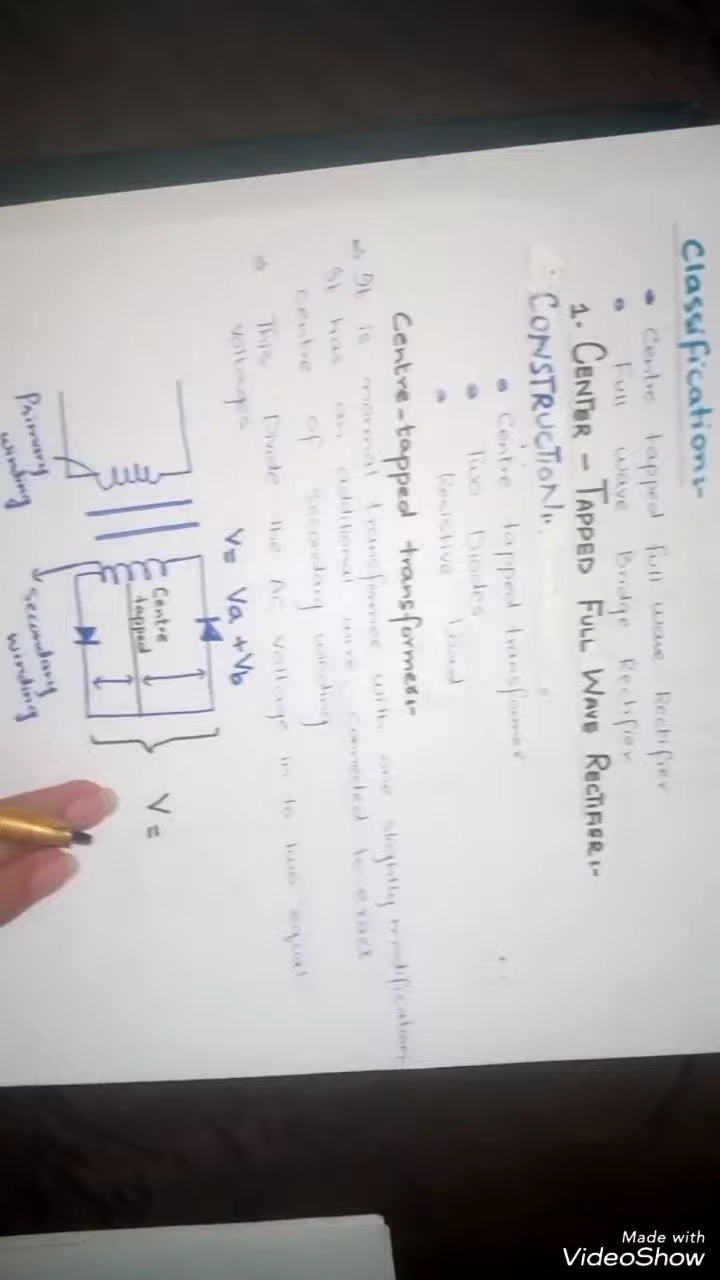 Classification:-
• Centre tapped full wave Rectifier
• Full wave Bridge Rectifier
1. CENTER - TAPPED FULL WAVE RECTIFIER:-
CONSTRUCTION:-
• Centre tapped transformer
• Two Diodes
• Resistive load
Centre-tapped transformer:-
⇒ It is normal transformer with one slightly modification
It has an additional wire connected to exact
centre of secondary winding
⇒ This Divide the AC voltage in to two equal
voltages
V = Va + Vb
Centre
tapped
V =
Primary
winding
secondary
winding
Made with
VideoShow